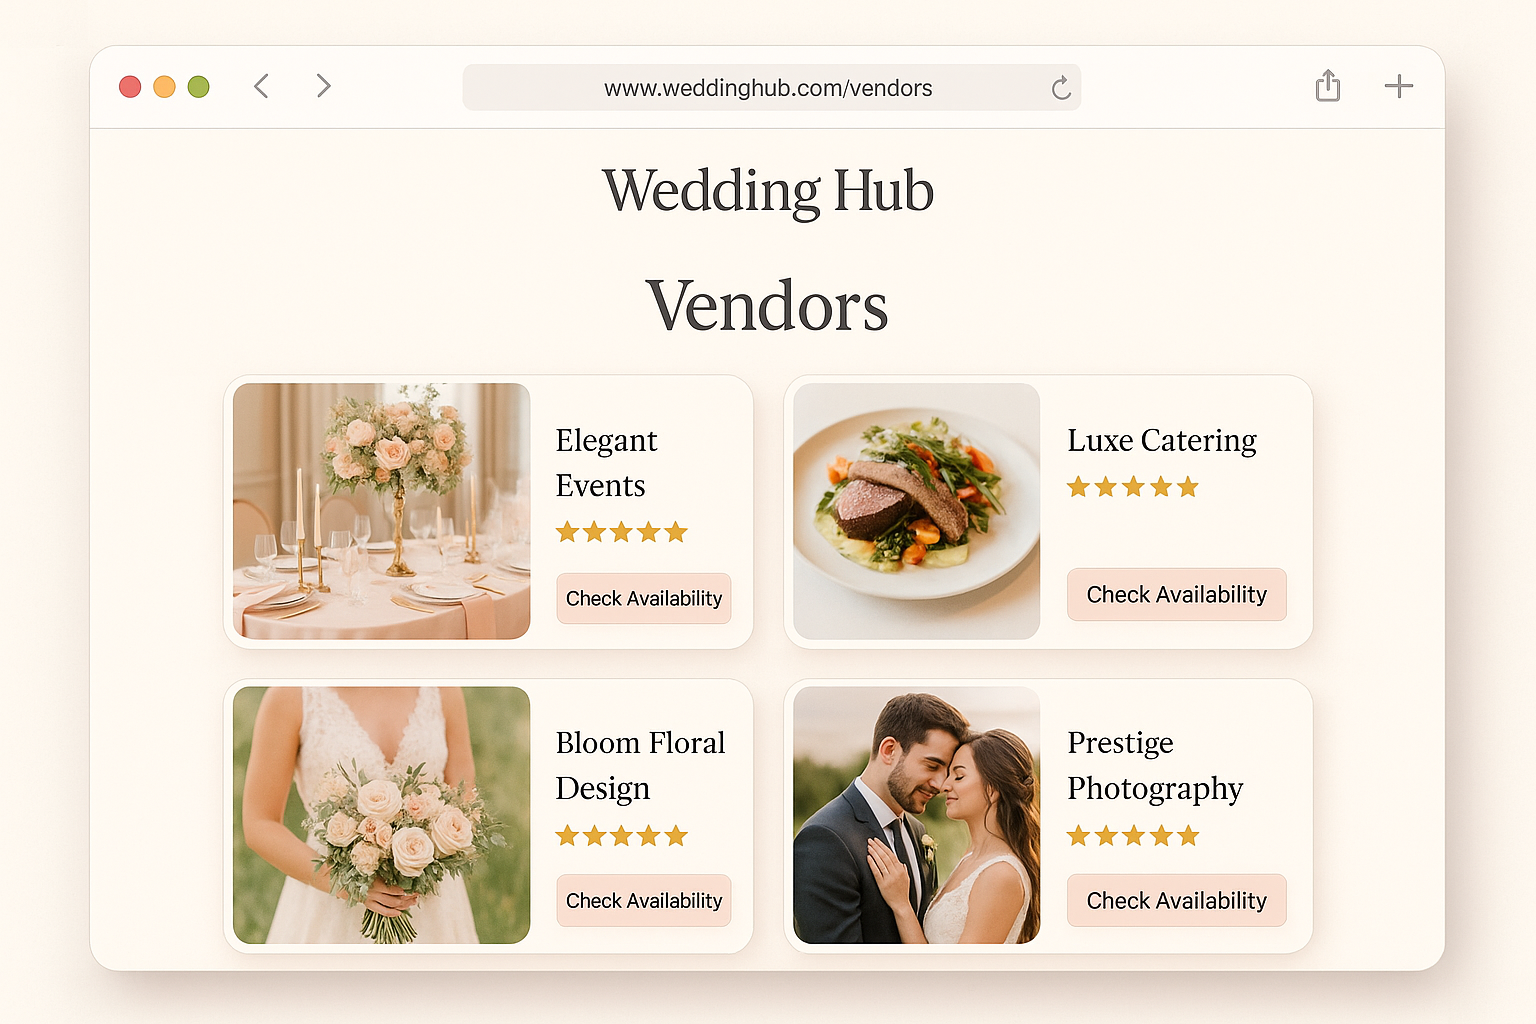 www.weddinghub.com/vendors
Wedding Hub
Vendors
Elegant
Events
Check Availability
Luxe Catering
Check Availability
Bloom Floral
Design
Check Availability
Prestige
Photography
Check Availability